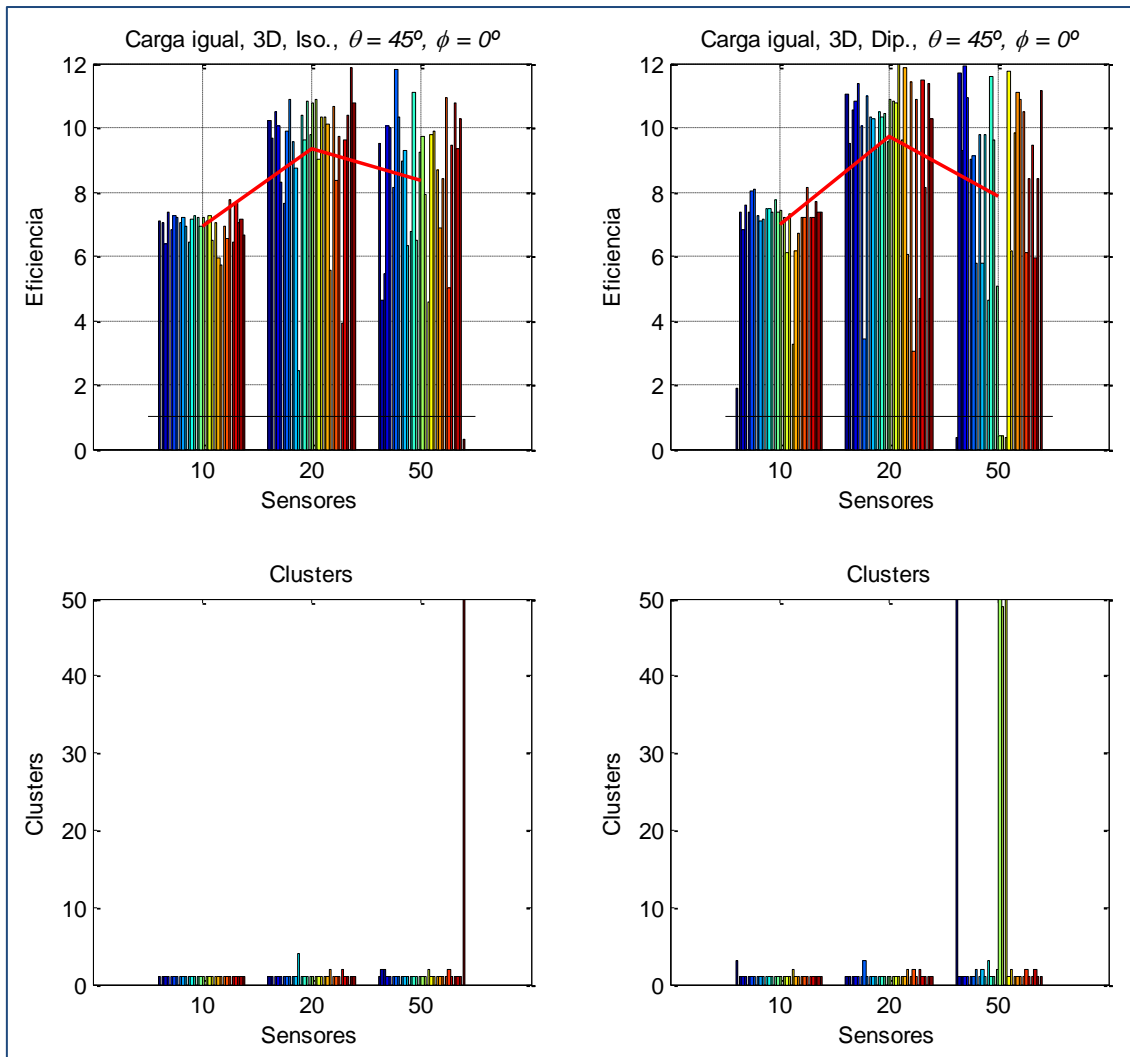 Carga igual, 3D, Iso., θ = 45º, ϕ = 0º
12
10
8
6
4
2
0
Eficiencia
10 20 50
Sensores
Carga igual, 3D, Dip., θ = 45º, ϕ = 0º
12
10
8
6
4
2
0
Eficiencia
10 20 50
Sensores
Clusters
50
40
30
20
10
0
Clusters
10 20 50
Sensores
Clusters
50
40
30
20
10
0
Clusters
10 20 50
Sensores